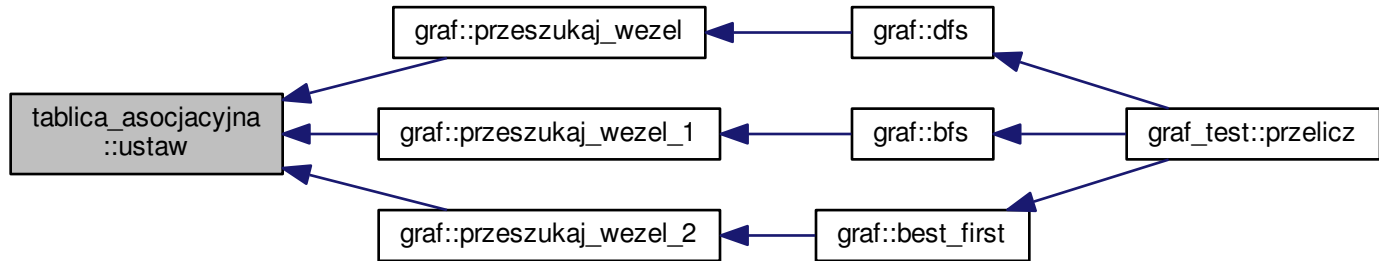 graf::przeszukaj_wezel
graf::dfs
tablica_asocjacyjna
::ustaw
graf::przeszukaj_wezel_1
graf::bfs
graf_test::przelicz
graf::przeszukaj_wezel_2
graf::best_first